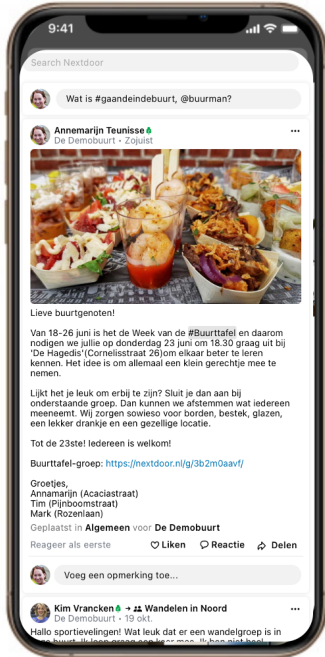 9:41
Search Nextdoor
Wat is #gaandeindebuurt, @buurman?
Annemarijn Teunisse
De Demobuurt • Zojuist
Lieve buurtgenoten!
Van 18-26 juni is het de Week van de #Buurttafel en daarom
nodigen we jullie op donderdag 23 juni om 18.30 graag uit bij
'De Hagedis'(Cornelisstraat 26)om elkaar beter te leren
kennen. Het idee is om allemaal een klein gerechtje mee te
nemen.
Lijkt het je leuk om erbij te zijn? Sluit je dan aan bij
onderstaande groep. Dan kunnen we afstemmen wat iedereen
meeneemt. Wij zorgen sowieso voor borden, bestek, glazen,
een lekker drankje en een gezellige locatie.
Tot de 23ste! Iedereen is welkom!
Buurttafel-groep: https://nextdoor.nl/g/3b2m0aavf/
Groetjes,
Annamarijn (Acaciastraat)
Tim (Pijnboomstraat)
Mark (Rozenlaan)
Geplaatst in Algemeen voor De Demobuurt
Reageer als eerste Liken Reactie Delen
Voeg een opmerking toe...
Kim Vrancken → Wandelen in Noord
De Demobuurt • 19 okt.
Hallo sportievelingen! Wat leuk dat er een wandelgroep is in